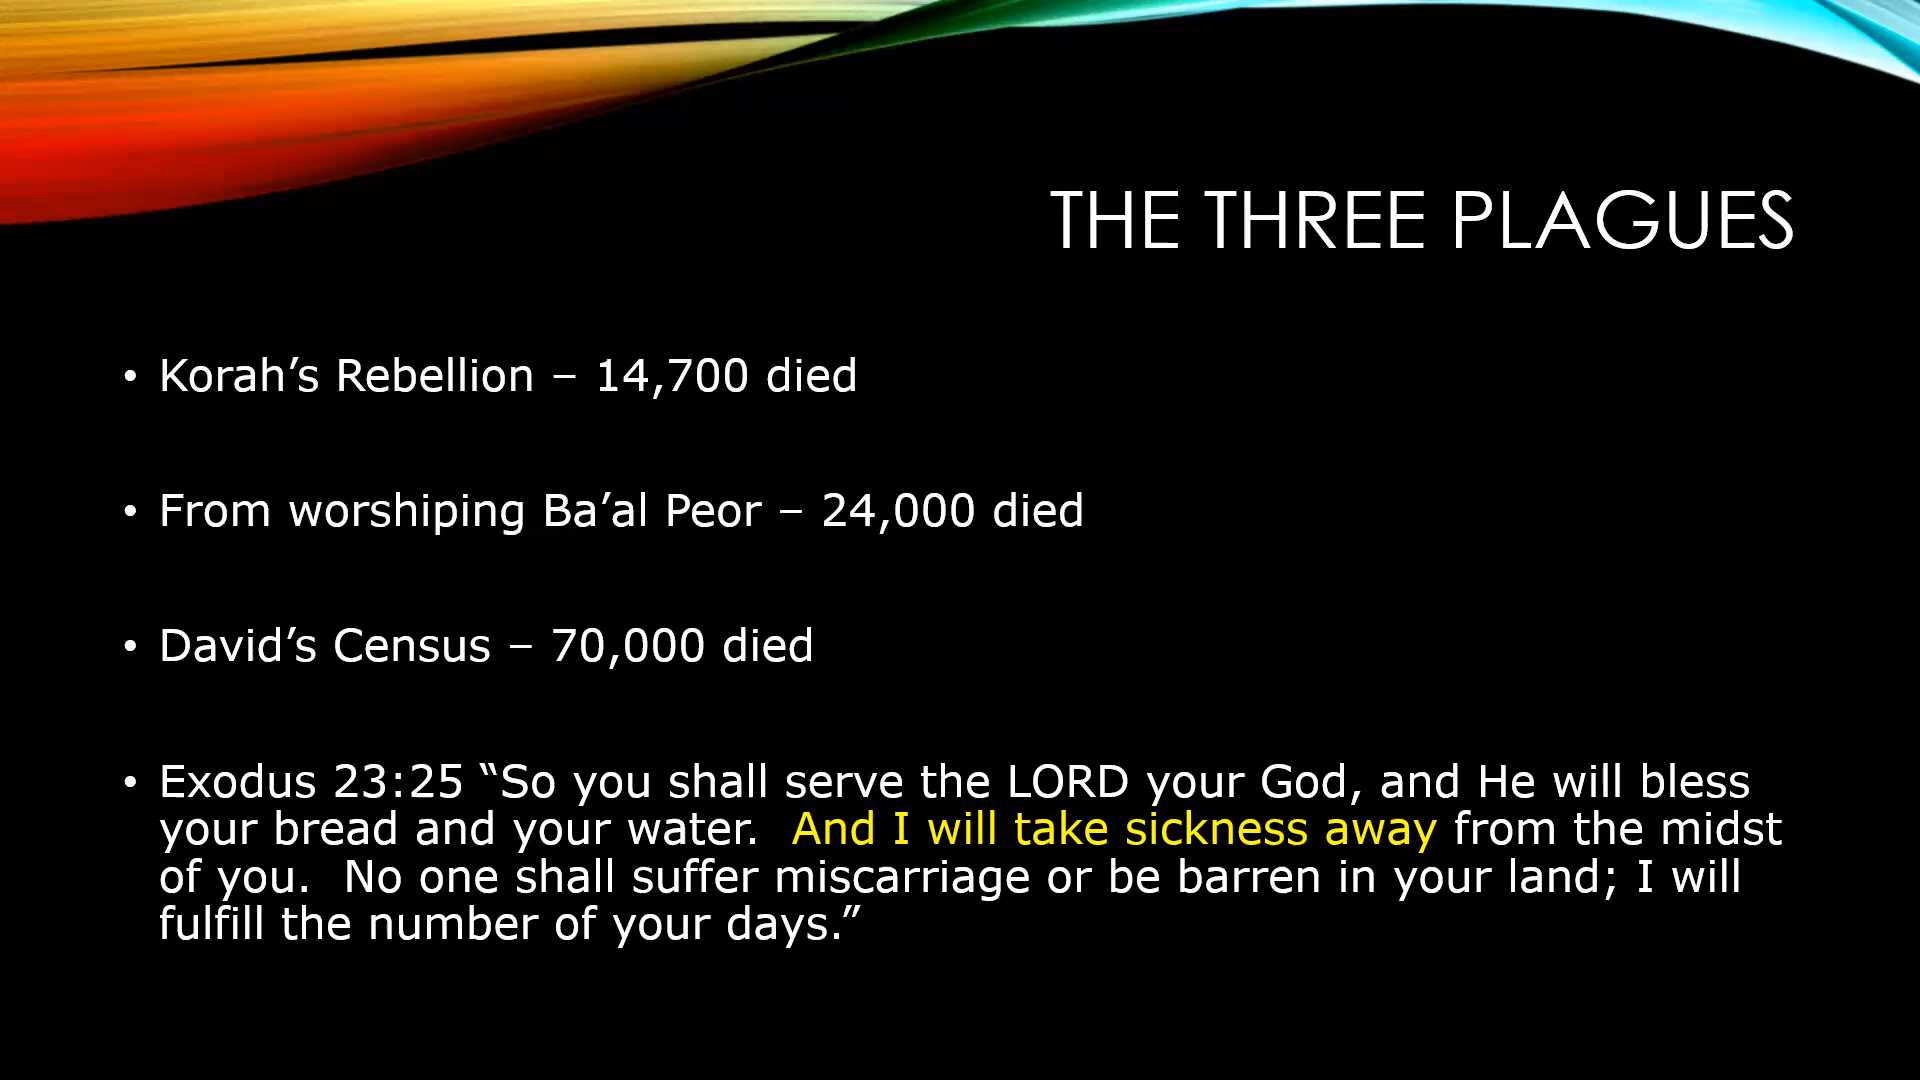 THE THREE PLAGUES
• Korah’s Rebellion – 14,700 died
• From worshiping Ba’al Peor – 24,000 died
• David’s Census – 70,000 died
• Exodus 23:25 “So you shall serve the LORD your God, and He will bless
your bread and your water.  And I will take sickness away from the midst
of you.  No one shall suffer miscarriage or be barren in your land; I will
fulfill the number of your days.”